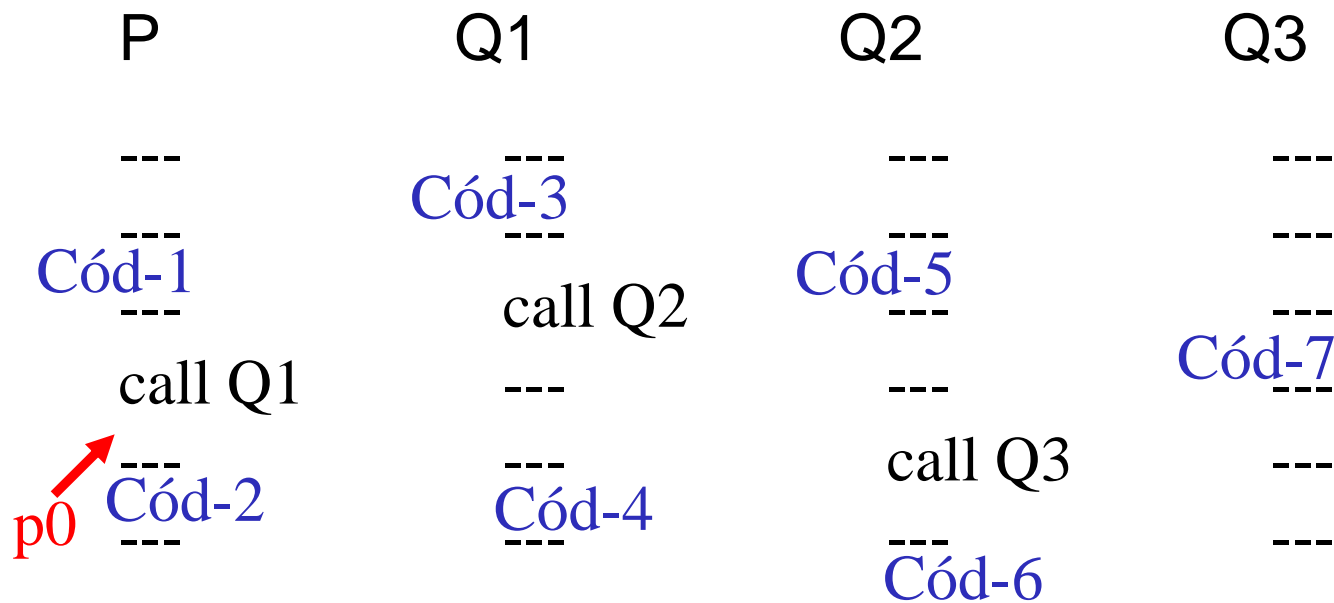 P Q1 Q2 Q3
--- --- --- ---
Cód-3
--- --- ---
Cód-1 Cód-5
call Q2
--- --- ---
Cód-7
call Q1
--- --- ---
call Q3
--- --- ---
Cód-2 Cód-4
p0
--- --- --- ---
Cód-6